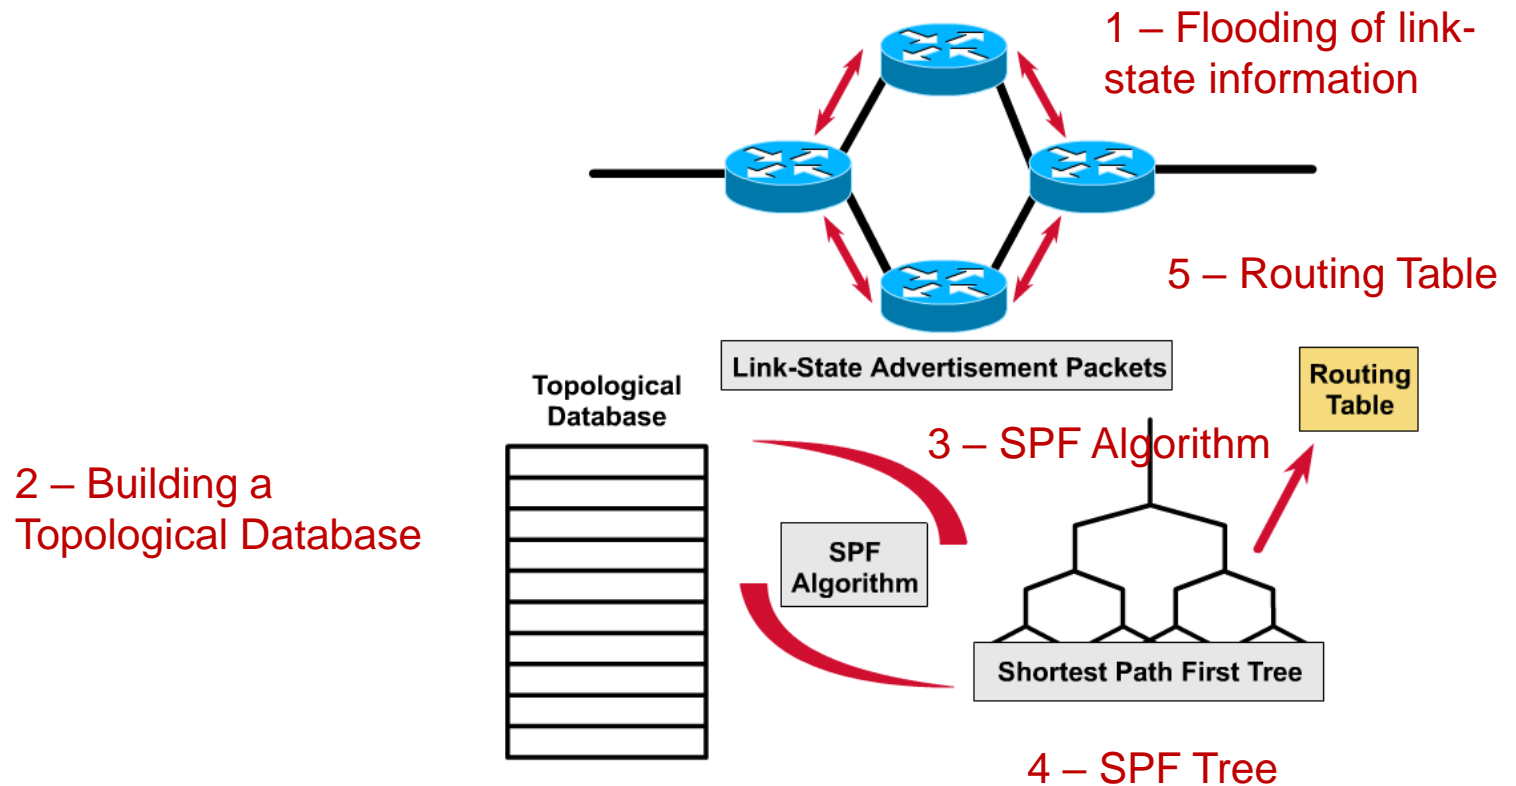 1 – Flooding of link-
state information
5 – Routing Table
Link-State Advertisement Packets
Routing
Table
Topological
Database
3 – SPF Algorithm
2 – Building a
Topological Database
SPF
Algorithm
Shortest Path First Tree
4 – SPF Tree